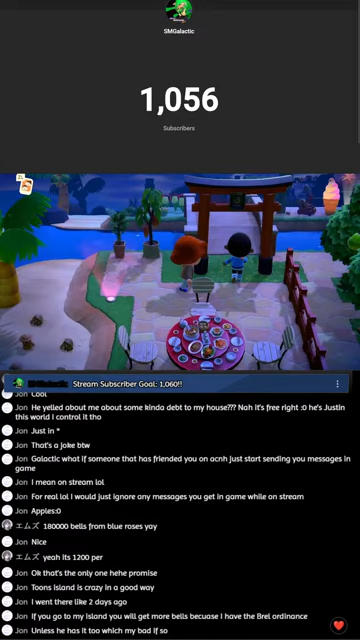 SMGalactic
1,056
Subscribers
SMGalactic Stream Subscriber Goal: 1,060!!
Jon Cool
Jon He yelled about me about some kinda debt to my house??? Nah it's free right :0 he's Justin
this world I control it tho
Jon Just in *
Jon That's a joke btw
Jon Galactic what if someone that has friended you on acnh just start sending you messages in
game
Jon I mean on stream lol
Jon For real lol I would just ignore any messages you get in game while on stream
Jon Apples:0
エムズ 180000 bells from blue roses yay
Jon Nice
エムズ yeah its 1200 per
Jon Ok that's the only one hehe promise
Jon Toons island is crazy in a good way
Jon I went there like 2 days ago
Jon If you go to my island you will get more bells becuase I have the Brel ordinance
Jon Unless he has it too which my bad if so